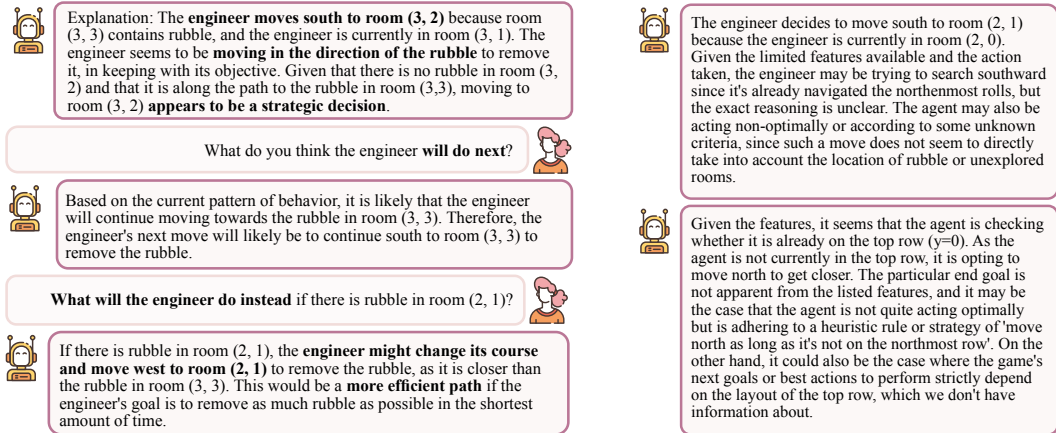 Explanation: The engineer moves south to room (3, 2) because room
(3, 3) contains rubble, and the engineer is currently in room (3, 1). The
engineer seems to be moving in the direction of the rubble to remove
it, in keeping with its objective. Given that there is no rubble in room (3,
2) and that it is along the path to the rubble in room (3,3), moving to
room (3, 2) appears to be a strategic decision.
What do you think the engineer will do next?
Based on the current pattern of behavior, it is likely that the engineer
will continue moving towards the rubble in room (3, 3). Therefore, the
engineer's next move will likely be to continue south to room (3, 3) to
remove the rubble.
What will the engineer do instead if there is rubble in room (2, 1)?
If there is rubble in room (2, 1), the engineer might change its course
and move west to room (2, 1) to remove the rubble, as it is closer than
the rubble in room (3, 3). This would be a more efficient path if the
engineer's goal is to remove as much rubble as possible in the shortest
amount of time.
The engineer decides to move south to room (2, 1)
because the engineer is currently in room (2, 0).
Given the limited features available and the action
taken, the engineer may be trying to search southward
since it's already navigated the northenmost rolls, but
the exact reasoning is unclear. The agent may also be
acting non-optimally or according to some unknown
criteria, since such a move does not seem to directly
take into account the location of rubble or unexplored
rooms.
Given the features, it seems that the agent is checking
whether it is already on the top row (y=0). As the
agent is not currently in the top row, it is opting to
move north to get closer. The particular end goal is
not apparent from the listed features, and it may be
the case that the agent is not quite acting optimally
but is adhering to a heuristic rule or strategy of 'move
north as long as it's not on the northmost row'. On the
other hand, it could also be the case where the game's
next goals or best actions to perform strictly depend
on the layout of the top row, which we don't have
information about.